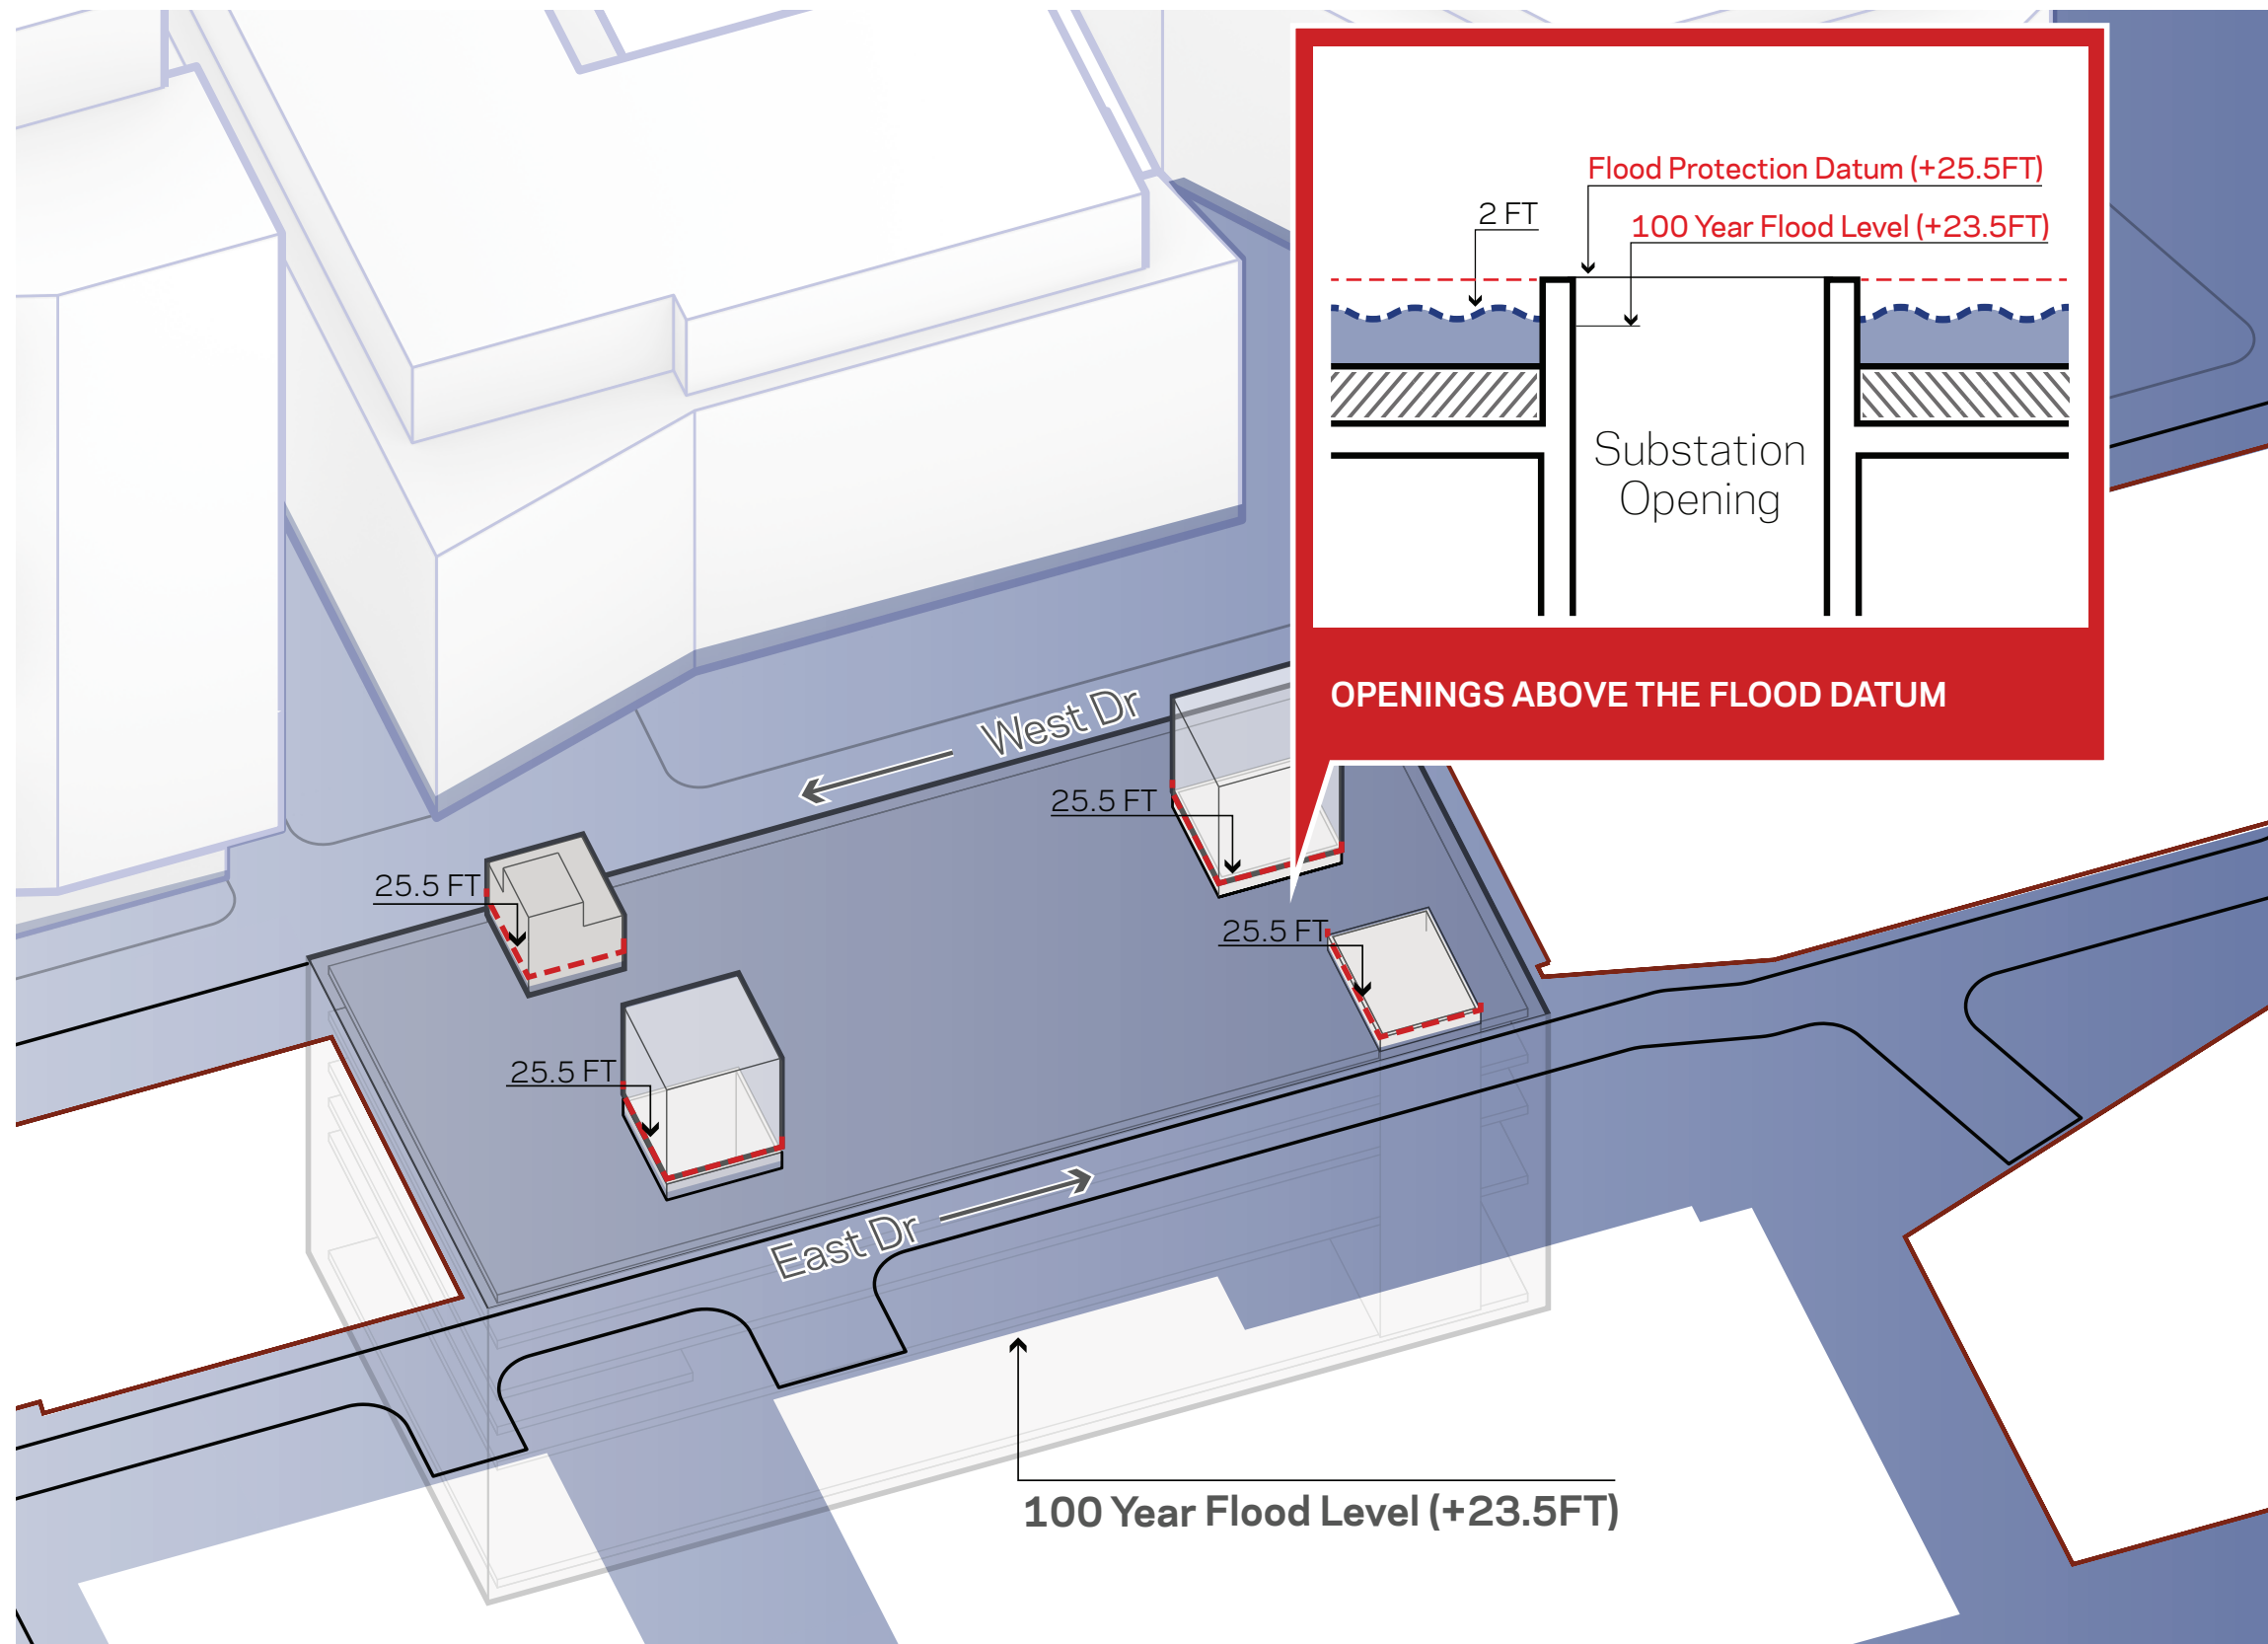 Flood Protection Datum (+25.5FT)
2 FT
100 Year Flood Level (+23.5FT)
Substation
Opening
OPENINGS ABOVE THE FLOOD DATUM
West Dr
25.5 FT
25.5 FT
25.5 FT
25.5 FT
East Dr
100 Year Flood Level (+23.5FT)